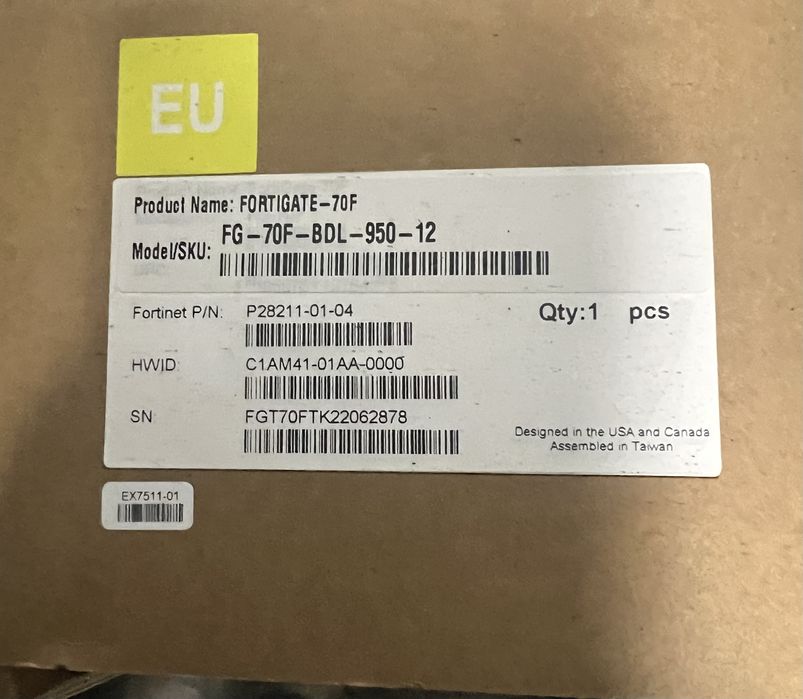 EU
Product Name: FORTIGATE-70F
Model/SKU: FG-70F-BDL-950-12
Fortinet P/N: P28211-01-04
Qty:1 pcs
HWID: C1AM41-01AA-0000
SN FGT70FTK22062878
Designed in the USA and Canada
Assembled in Taiwan
EX7511-01